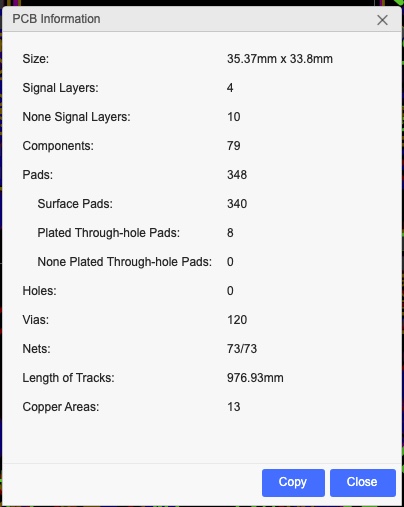 PCB Information
Size: 35.37mm x 33.8mm
Signal Layers: 4
None Signal Layers: 10
Components: 79
Pads: 348
Surface Pads: 340
Plated Through-hole Pads: 8
None Plated Through-hole Pads: 0
Holes: 0
Vias: 120
Nets: 73/73
Length of Tracks: 976.93mm
Copper Areas: 13
Copy Close